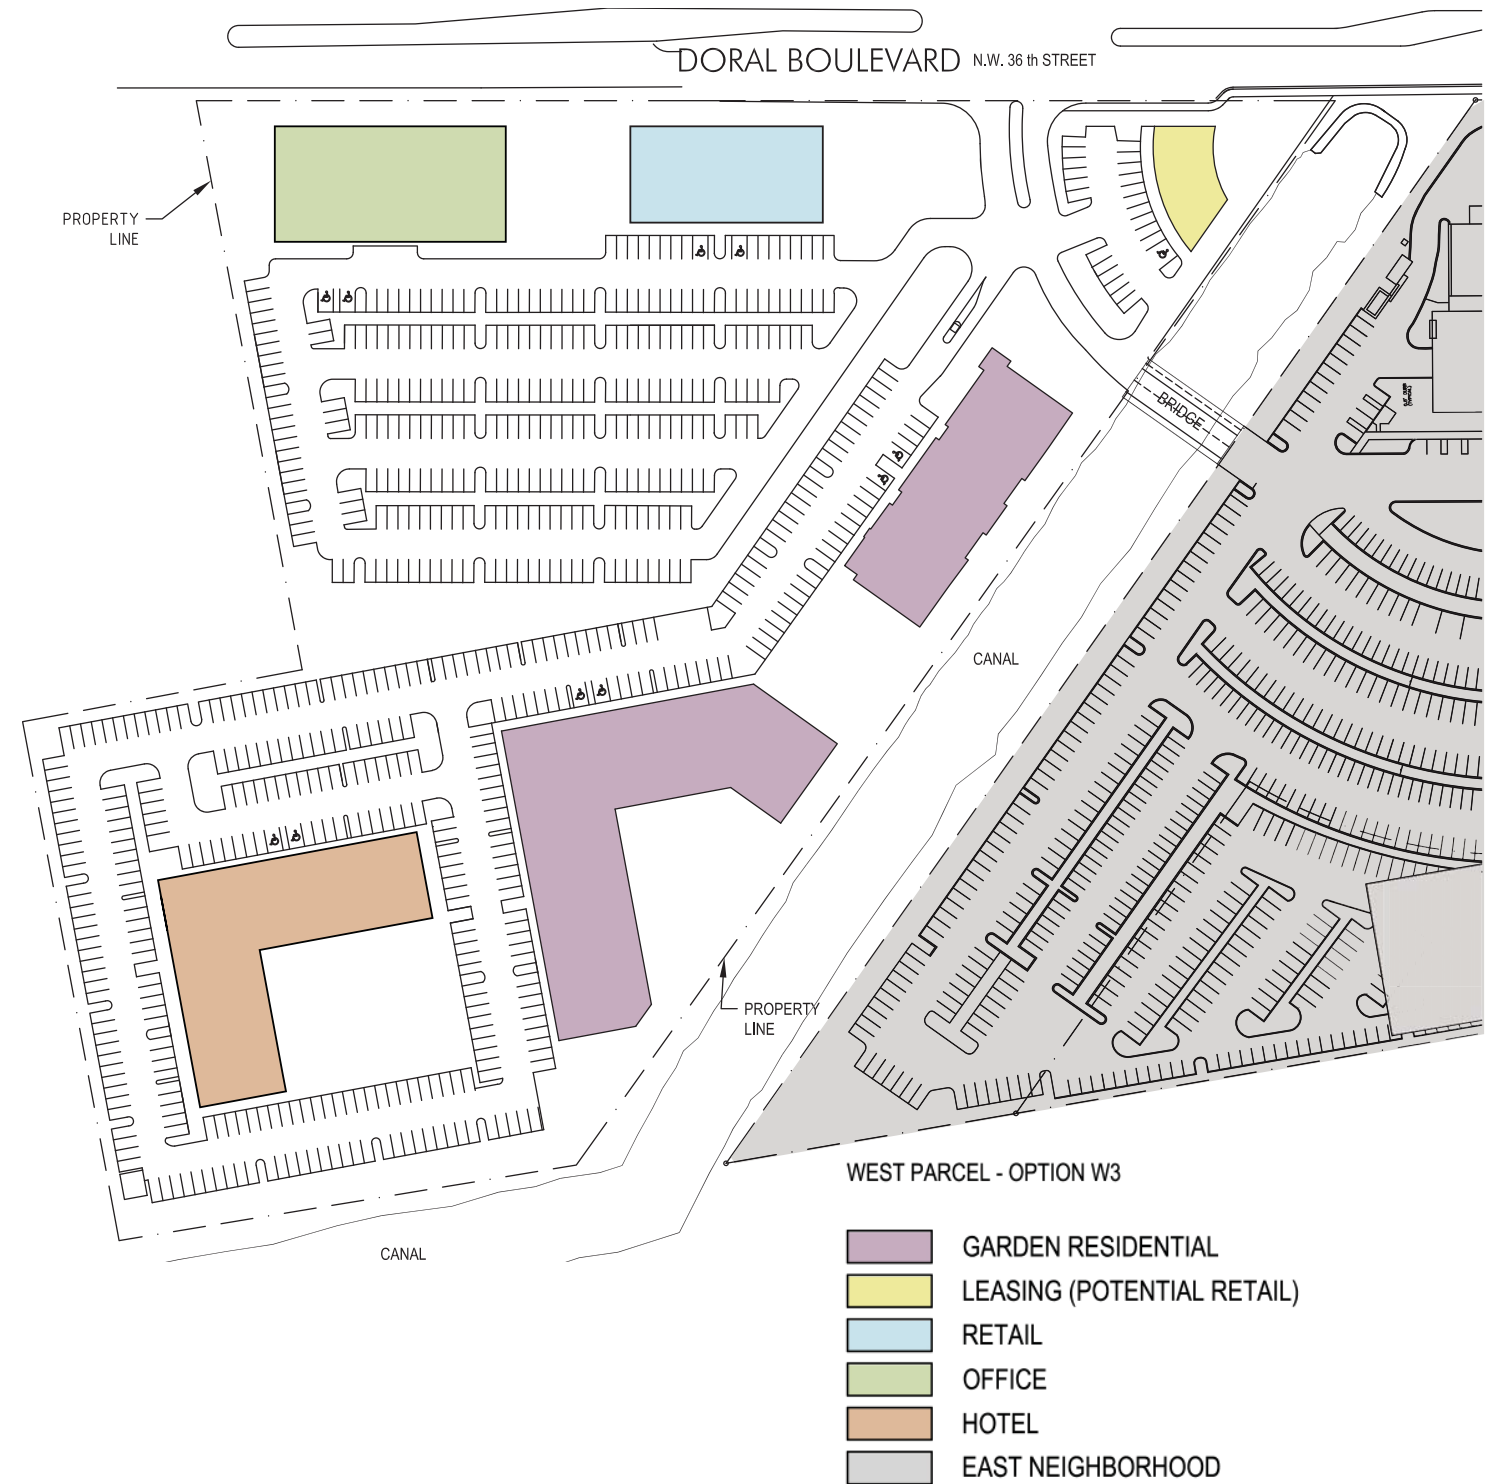 DORAL BOULEVARD N.W. 36 th STREET
PROPERTY
LINE
BRIDGE
CANAL
PROPERTY
LINE
CANAL
WEST PARCEL - OPTION W3
GARDEN RESIDENTIAL
LEASING (POTENTIAL RETAIL)
RETAIL
OFFICE
HOTEL
EAST NEIGHBORHOOD